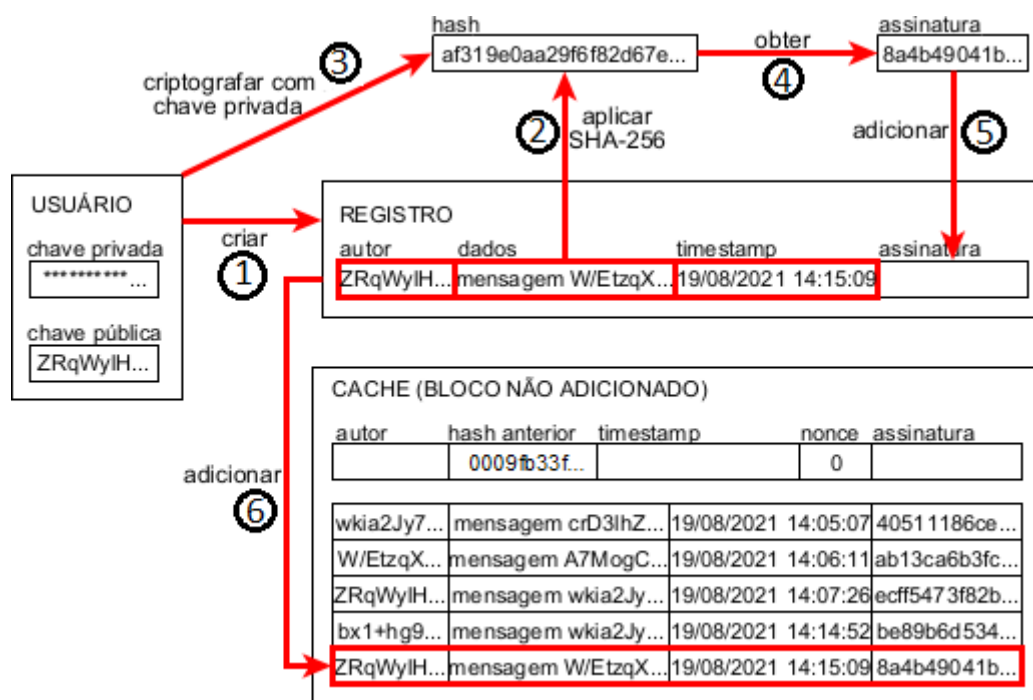 hash
af319e0aa29f6f82d67e...
assinatura
8a4b49041b...
obter
4
3
criptografar com
chave privada
2
aplicar
SHA-256
adicionar
5
USUÁRIO
chave privada
**********...
chave pública
ZRqWylH...
criar
1
REGISTRO
autor dados timestamp assinatura
ZRqWylH... mensagem W/EtzqX... 19/08/2021 14:15:09
adicionar
6
CACHE (BLOCO NÃO ADICIONADO)
autor hash anterior timestamp nonce assinatura
0009fb33f... 0
wkia2Jy7... mensagem crD3lhZ... 19/08/2021 14:05:07 40511186ce...
W/EtzqX... mensagem A7MogC... 19/08/2021 14:06:11 ab13ca6b3fc...
ZRqWylH... mensagem wkia2Jy... 19/08/2021 14:07:26 ecff5473f82b...
bx1+hg9... mensagem wkia2Jy... 19/08/2021 14:14:52 be89b6d534...
ZRqWylH... mensagem W/EtzqX... 19/08/2021 14:15:09 8a4b49041b...